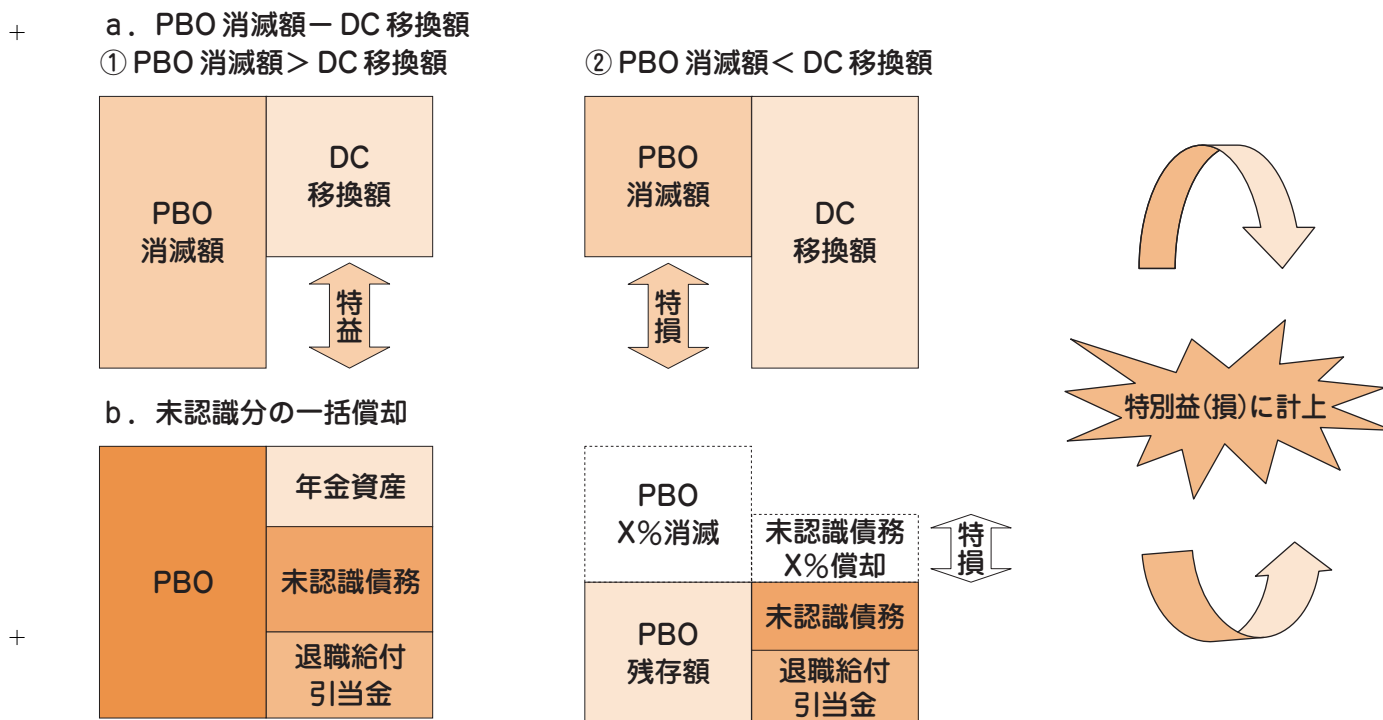 a．PBO 消滅額ー DC 移換額
① PBO 消滅額＞ DC 移換額
② PBO 消滅額＜ DC 移換額
PBO
消滅額
DC
移換額
特
益
PBO
消滅額
DC
移換額
特
損
特別益(損)に計上
b．未認識分の一括償却
PBO
年金資産
未認識債務
退職給付
引当金
PBO
X％消滅
未認識債務
X％償却
特
損
PBO
残存額
未認識債務
退職給付
引当金